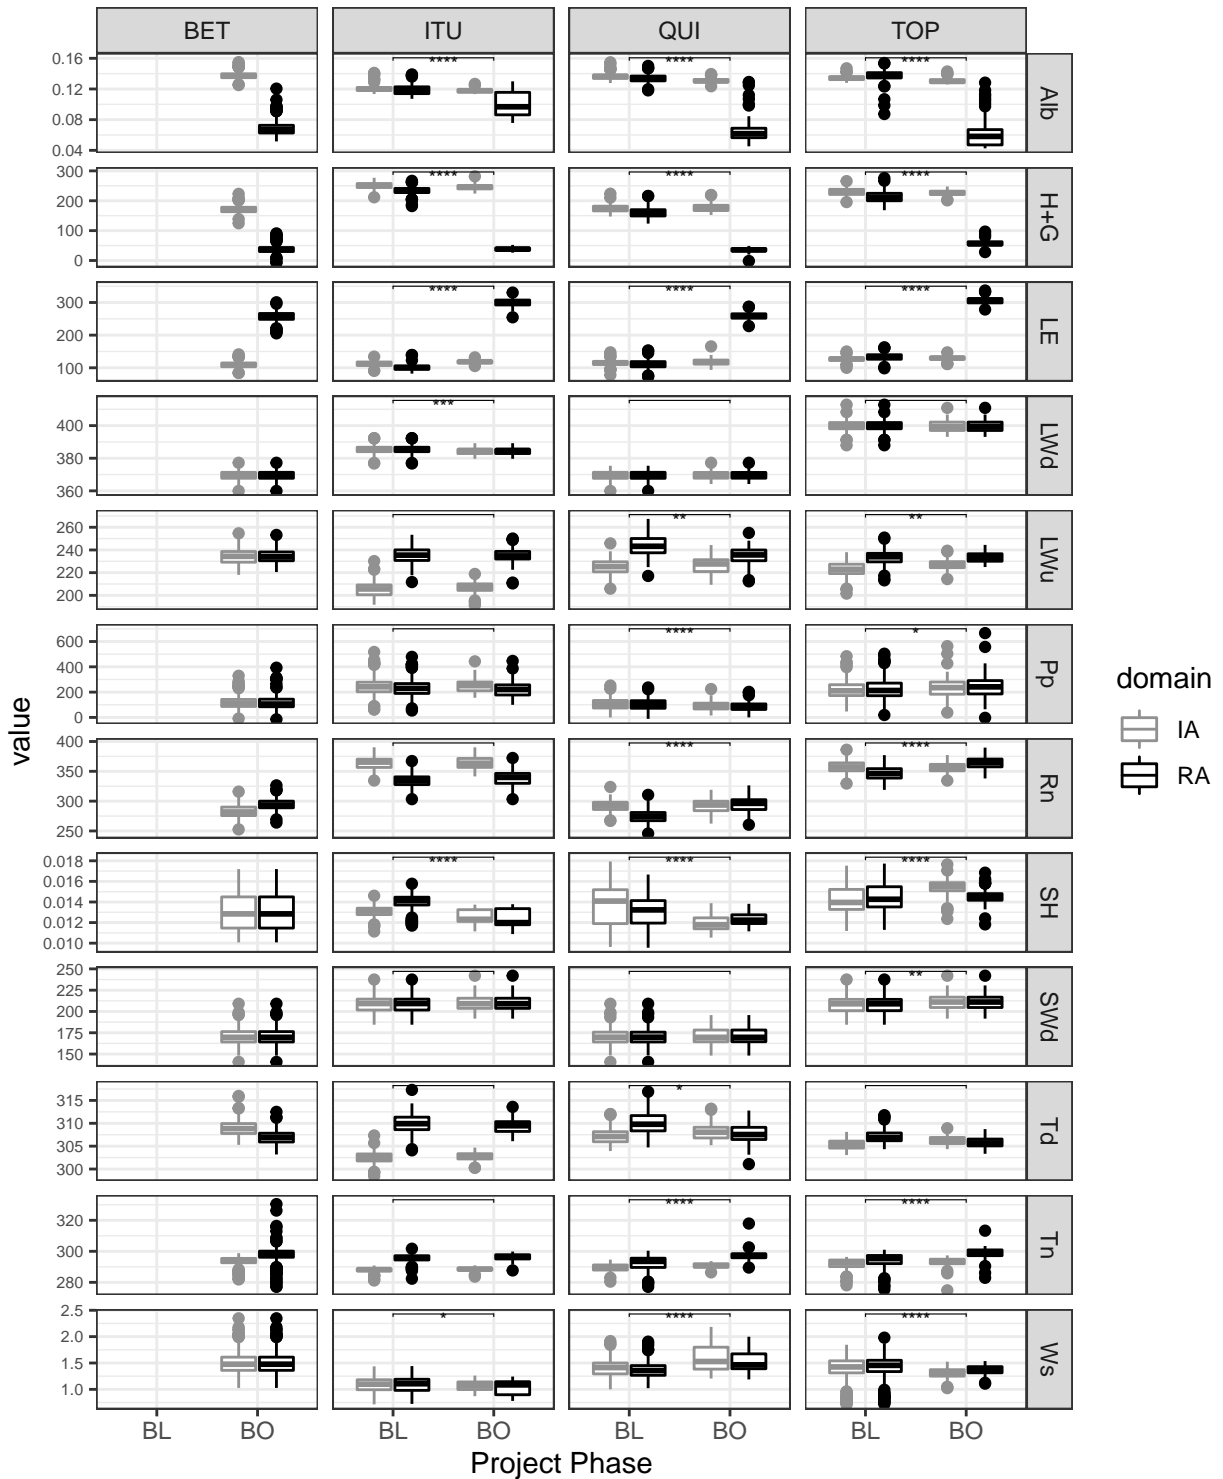 BET ITU QUI TOP
0.16 **** **** ****
0.12
0.08
0.04
Alb
300 **** **** ****
200
100
0
H+G
300 **** **** ****
200
100
LE
400 ***
380
360
LWd
260 ** **
240
220
200
LWu
600 **** *
400
200
0
Pp
400 **** ****
350
300
250
Rn
0.018 **** **** ****
0.016
0.014
0.012
0.010
SH
250 **
225
200
175
150
SWd
315 *
310
305
300
Td
320 **** ****
300
280
Tn
2.5 * **** ****
2.0
1.5
1.0
Ws
BL BO BL BO BL BO BL BO
Project Phase
value
domain
IA
RA